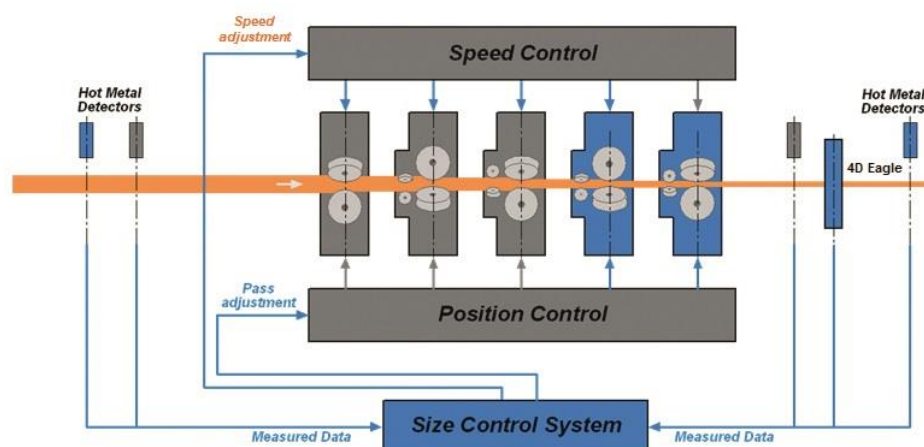 Speed
adjustment
Speed Control
Hot Metal
Detectors
Hot Metal
Detectors
4D Eagle
Pass
adjustment
Position Control
Size Control System
Measured Data
Measured Data